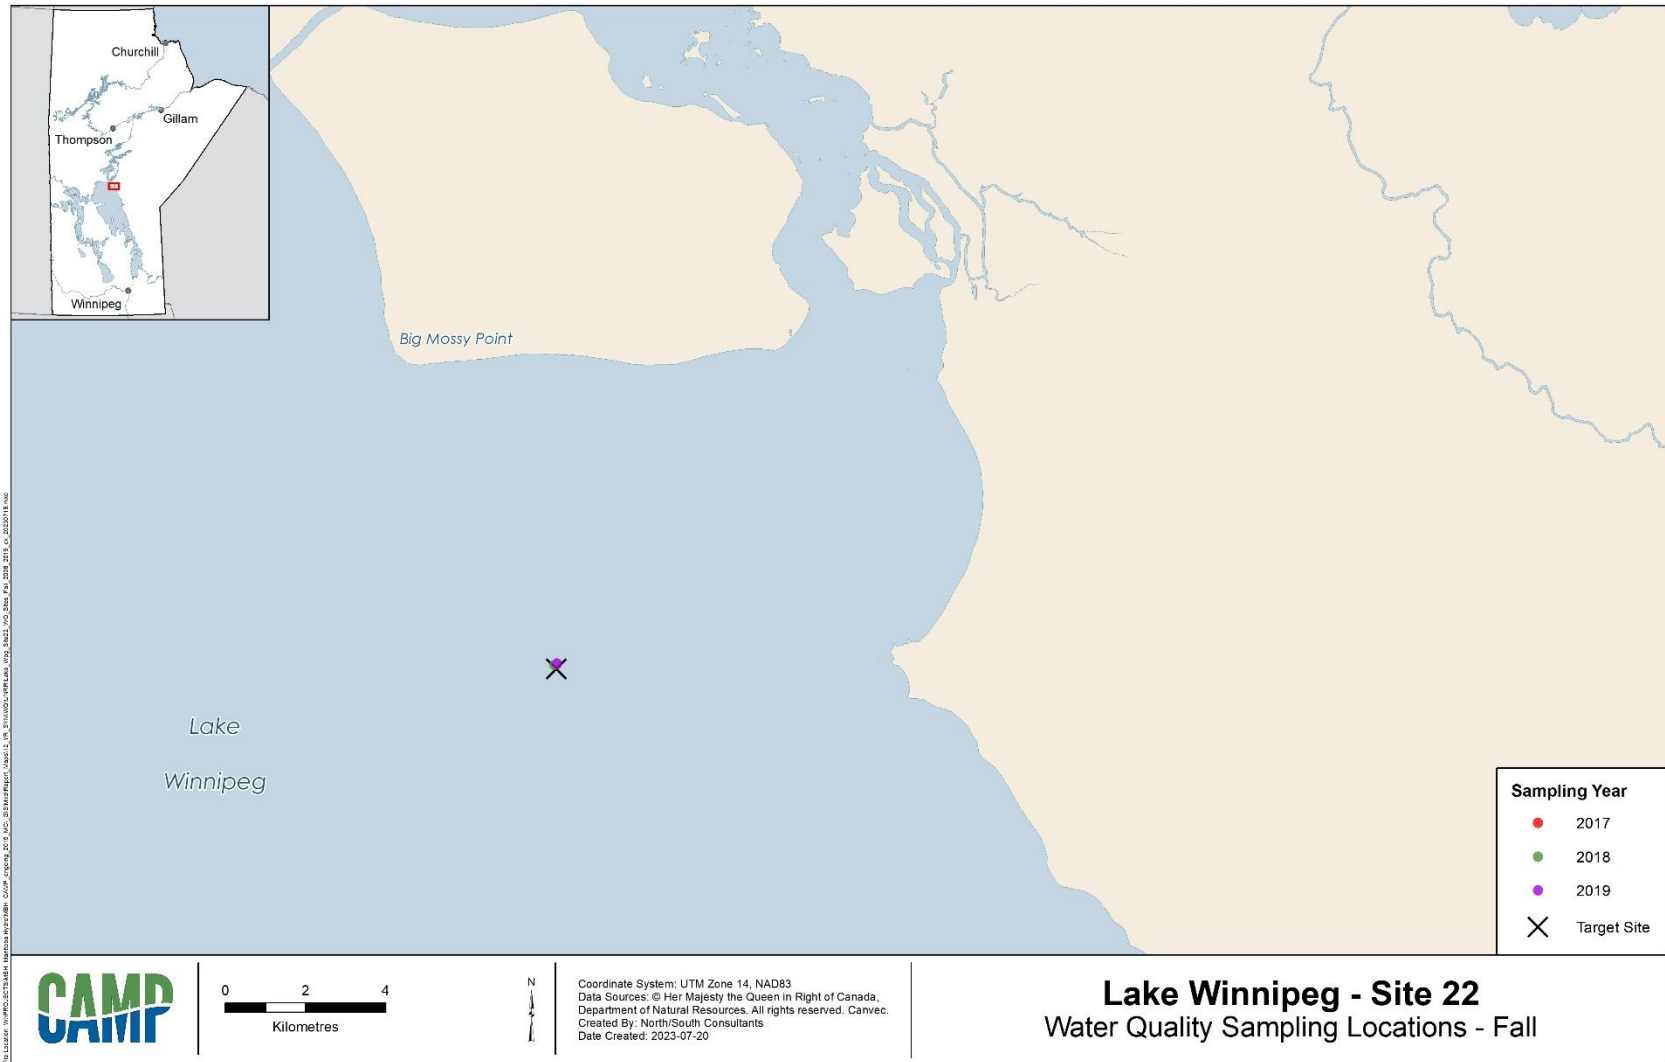 Churchill
Gillam
Thompson
Winnipeg
Big Mossy Point
Lake
Winnipeg
Sampling Year
2017
2018
2019
Target Site
CAMP
0 2 4
Kilometres
N
Coordinate System: UTM Zone 14, NAD83
Data Sources: © Her Majesty the Queen in Right of Canada,
Department of Natural Resources. All rights reserved. Canvec.
Created By: North/South Consultants
Date Created: 2023-07-20
Lake Winnipeg - Site 22
Water Quality Sampling Locations - Fall